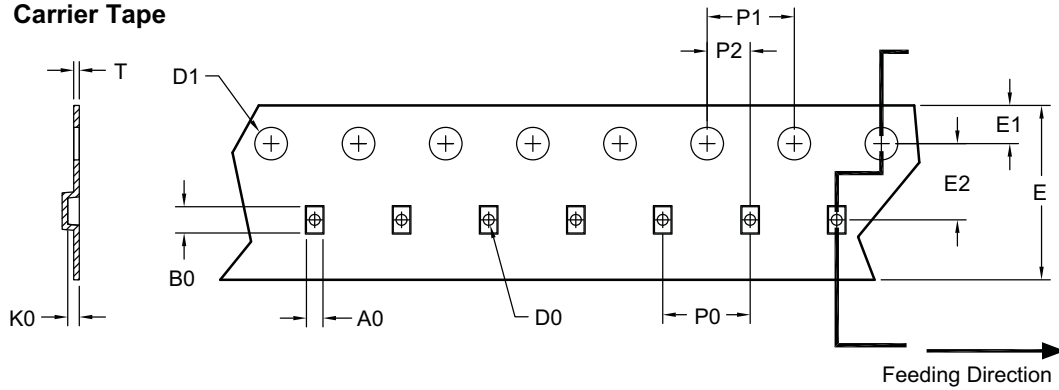 Carrier Tape
P1
P2
T
D1
E1
E2
E
B0
K0
A0
D0
P0
Feeding Direction